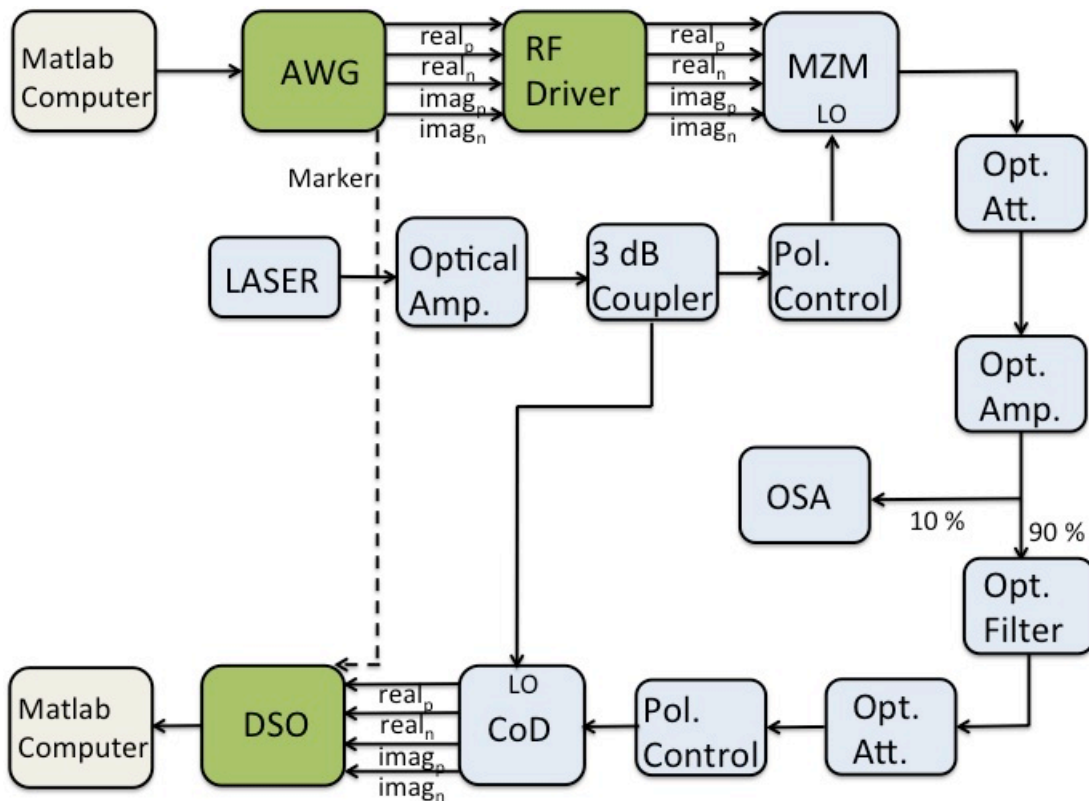 Matlab
Computer
AWG
real_p
real_n
imag_p
imag_n
RF
Driver
real_p
real_n
imag_p
imag_n
MZM
LO
Marker
LASER
Optical
Amp.
3 dB
Coupler
Pol.
Control
Opt.
Att.
Opt.
Amp.
OSA
10 %
90 %
Opt.
Filter
Matlab
Computer
DSO
real_p
real_n
imag_p
imag_n
LO
CoD
Pol.
Control
Opt.
Att.